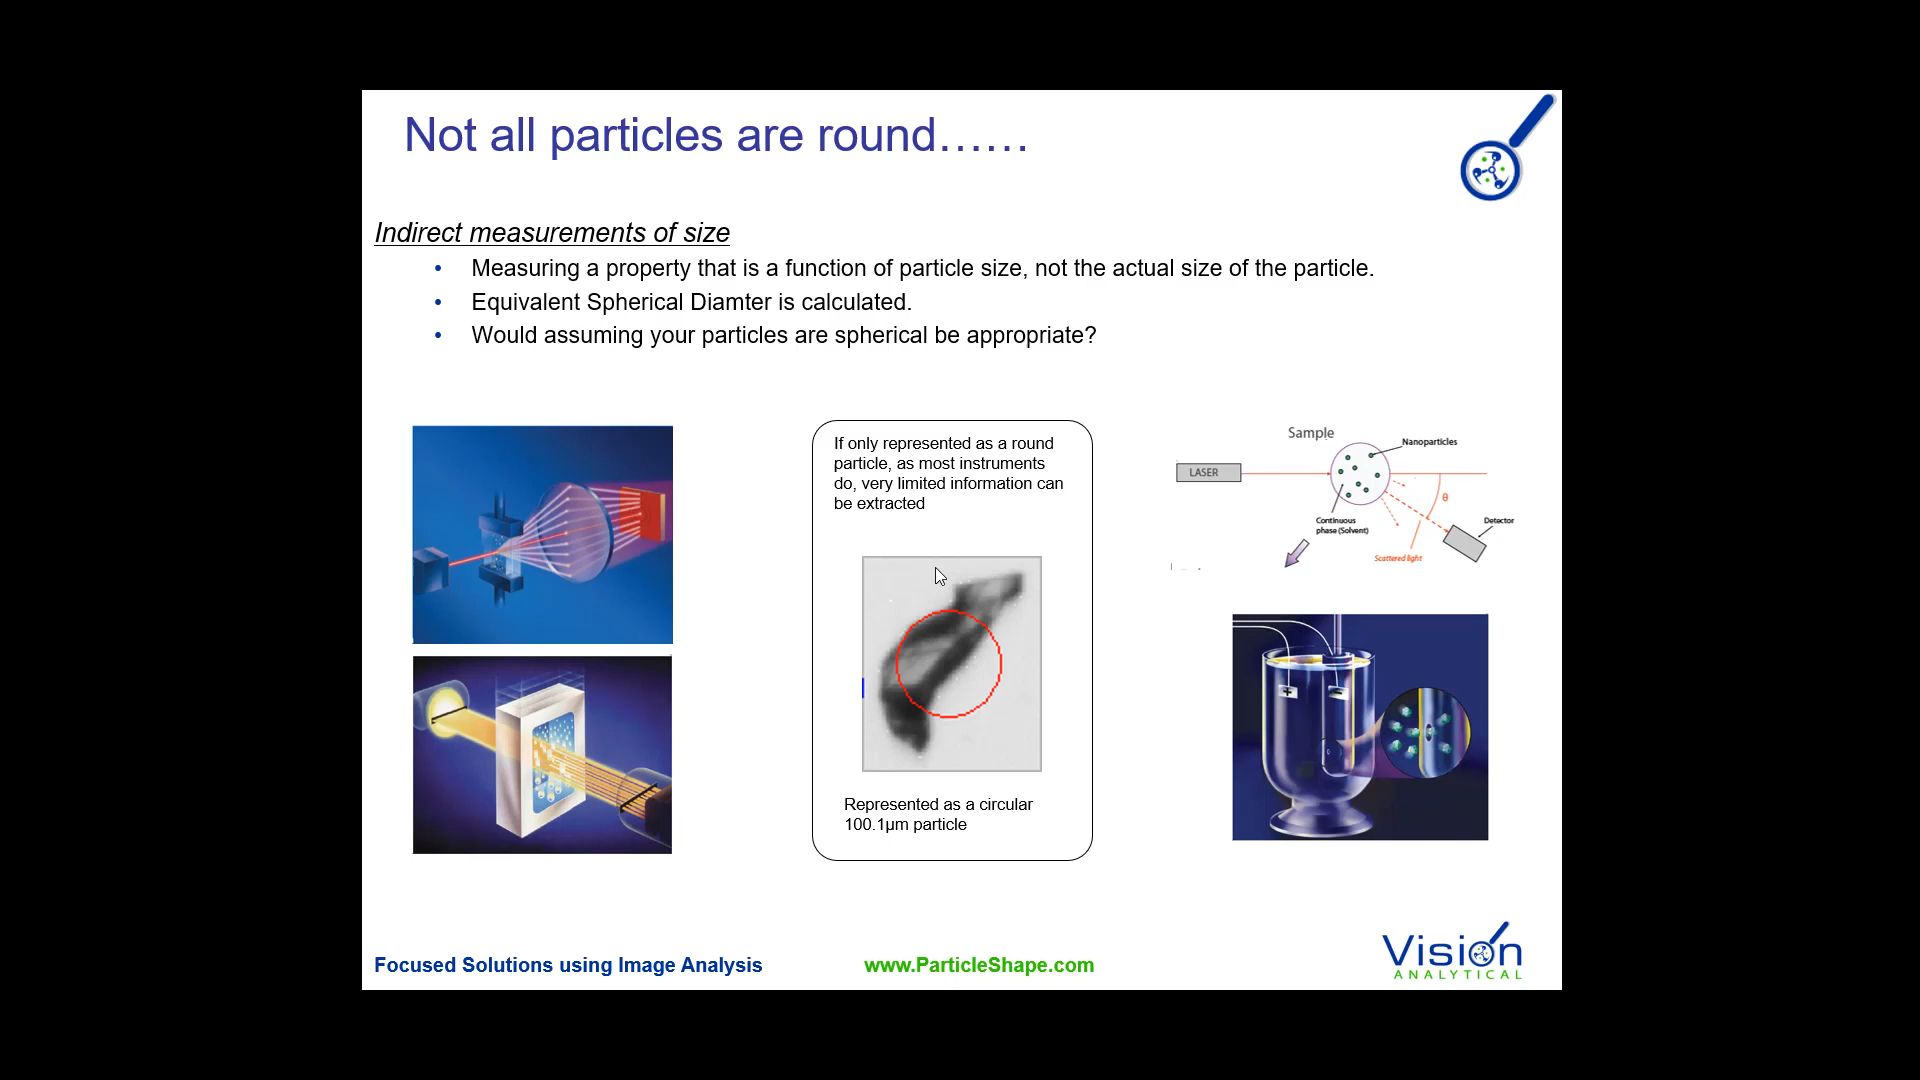 Not all particles are round......
Indirect measurements of size
• Measuring a property that is a function of particle size, not the actual size of the particle.
• Equivalent Spherical Diamter is calculated.
• Would assuming your particles are spherical be appropriate?
If only represented as a round
particle, as most instruments
do, very limited information can
be extracted
Represented as a circular
100.1µm particle
Sample
Nanoparticles
LASER
θ
Continuous
phase (Solvent)
Detector
Scattered light
+
–
Focused Solutions using Image Analysis
www.ParticleShape.com
Vision
ANALYTICAL